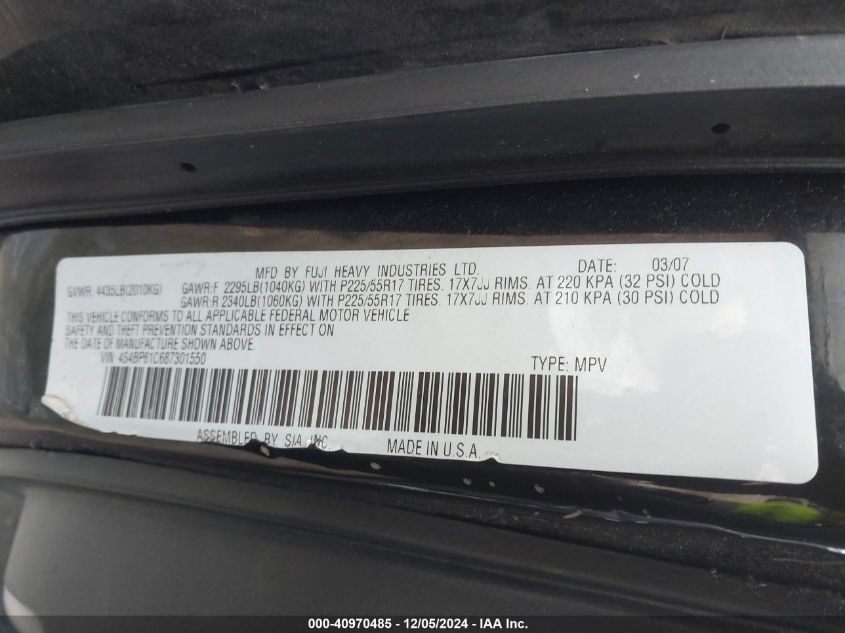 MFD BY FUJI HEAVY INDUSTRIES LTD. DATE: 03/07
GVWR: 4435LB(2010KG) GAWR:F 2295LB(1040KG) WITH P225/55R17 TIRES. 17X7JJ RIMS. AT 220 KPA (32 PSI) COLD
GAWR:R 2340LB(1060KG) WITH P225/55R17 TIRES. 17X7JJ RIMS. AT 210 KPA (30 PSI) COLD
THIS VEHICLE CONFORMS TO ALL APPLICABLE FEDERAL MOTOR VEHICLE
SAFETY AND THEFT PREVENTION STANDARDS IN EFFECT ON
THE DATE OF MANUFACTURE SHOWN ABOVE.
VIN: 4S4BP61C687301550 TYPE: MPV
ASSEMBLED BY SIA INC. MADE IN U.S.A.
000-40970485 - 12/05/2024 - IAA Inc.